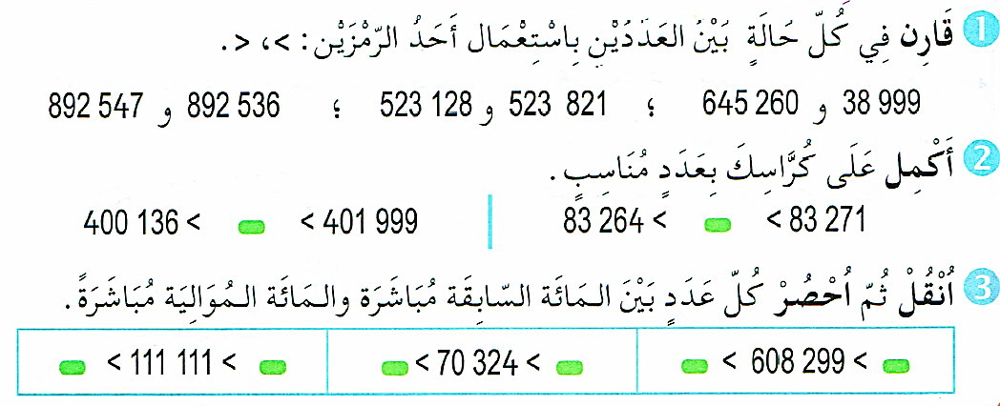 1 قَارِن فِي كُلّ حَالَةٍ بَيْنَ العَدَدَيْنِ بِاسْتِعْمَال أَحَدُ الرّمْزَيْن : >، <.
38 999 و 645 260 ؛ 523 821 و 523 128 ؛ 892 536 و 892 547
2 أَكْمِل عَلَى كُرَّاسِكَ بِعَدَدٍ مُنَاسِبٍ.
400 136 < < 401 999 | 83 264 < < 83 271
3 اُنْقُلْ ثُمّ اُحْصُرْ كُلّ عَدَدٍ بَيْنَ المَائَة السّابِقَة مُبَاشَرَة والمَائَة المُوَالِيَة مُبَاشَرَةً.
< 111 111 < < 70 324 < < 608 299 <